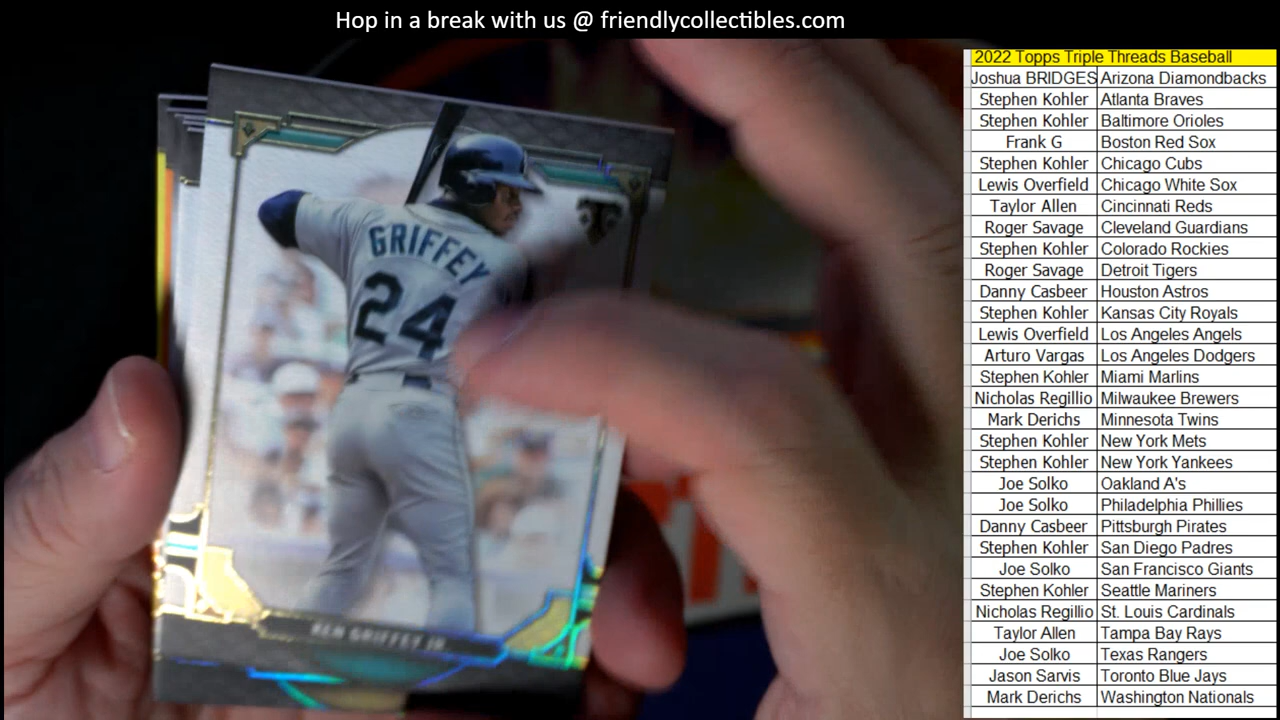 Hop in a break with us @ friendlycollectibles.com
2022 Topps Triple Threads Baseball
Joshua BRIDGES Arizona Diamondbacks
Stephen Kohler Atlanta Braves
Stephen Kohler Baltimore Orioles
Frank G Boston Red Sox
Stephen Kohler Chicago Cubs
Lewis Overfield Chicago White Sox
Taylor Allen Cincinnati Reds
Roger Savage Cleveland Guardians
Stephen Kohler Colorado Rockies
Roger Savage Detroit Tigers
Danny Casbeer Houston Astros
Stephen Kohler Kansas City Royals
Lewis Overfield Los Angeles Angels
Arturo Vargas Los Angeles Dodgers
Stephen Kohler Miami Marlins
Nicholas Regillio Milwaukee Brewers
Mark Derichs Minnesota Twins
Stephen Kohler New York Mets
Stephen Kohler New York Yankees
Joe Solko Oakland A's
Joe Solko Philadelphia Phillies
Danny Casbeer Pittsburgh Pirates
Stephen Kohler San Diego Padres
Joe Solko San Francisco Giants
Stephen Kohler Seattle Mariners
Nicholas Regillio St. Louis Cardinals
Taylor Allen Tampa Bay Rays
Joe Solko Texas Rangers
Jason Sarvis Toronto Blue Jays
Mark Derichs Washington Nationals
GRIFFEY
24
KEN GRIFFEY JR.